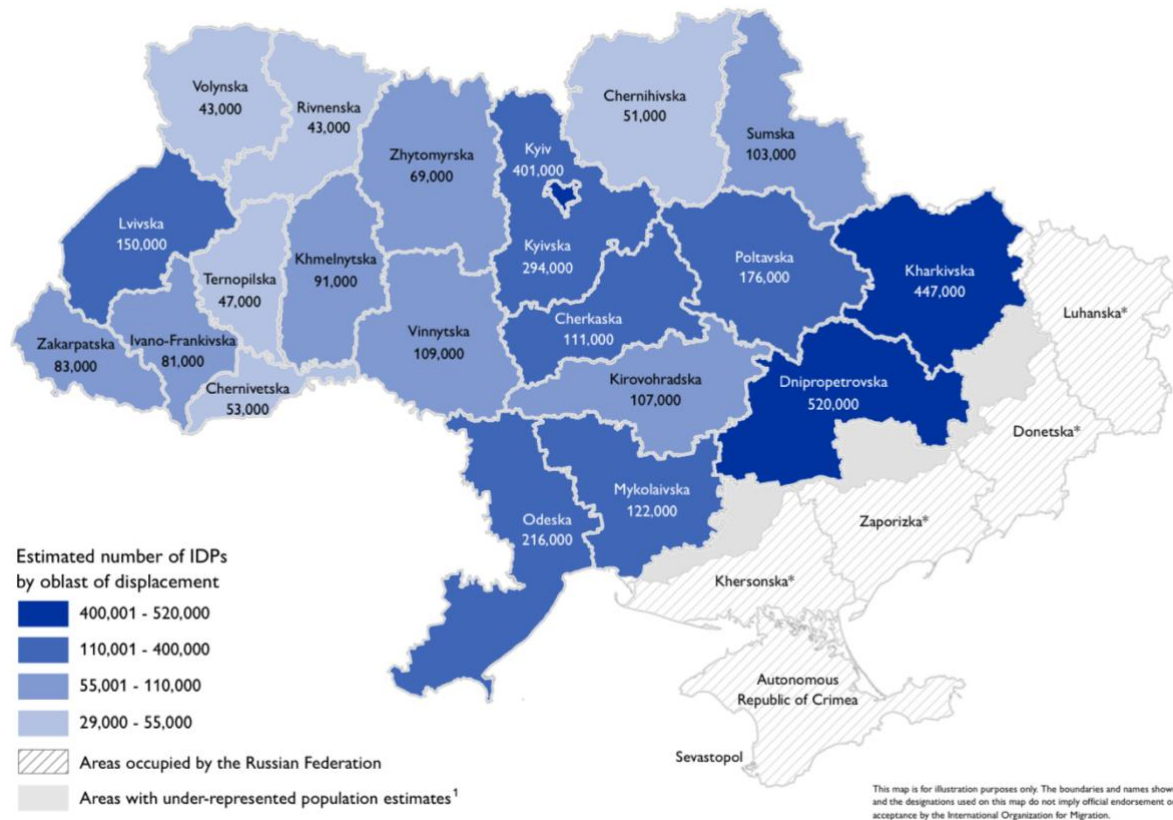 Volynska
43,000
Rivnenska
43,000
Zhytomyrska
69,000
Kyiv
401,000
Chernihivska
51,000
Sumska
103,000
Lvivska
150,000
Ternopilska
47,000
Khmelnytska
91,000
Kyivska
294,000
Poltavska
176,000
Kharkivska
447,000
Luhanska*
Zakarpatska
83,000
Ivano-Frankivska
81,000
Chernivetska
53,000
Vinnytska
109,000
Cherkaska
111,000
Kirovohradska
107,000
Dnipropetrovska
520,000
Donetska*
Odeska
216,000
Mykolaivska
122,000
Zaporizka*
Khersonska*
Autonomous
Republic of Crimea
Sevastopol
Estimated number of IDPs
by oblast of displacement
400,001 - 520,000
110,001 - 400,000
55,001 - 110,000
29,000 - 55,000
Areas occupied by the Russian Federation
Areas with under-represented population estimates¹
This map is for illustration purposes only. The boundaries and names show
and the designations used on this map do not imply official endorsement o
acceptance by the International Organization for Migration.